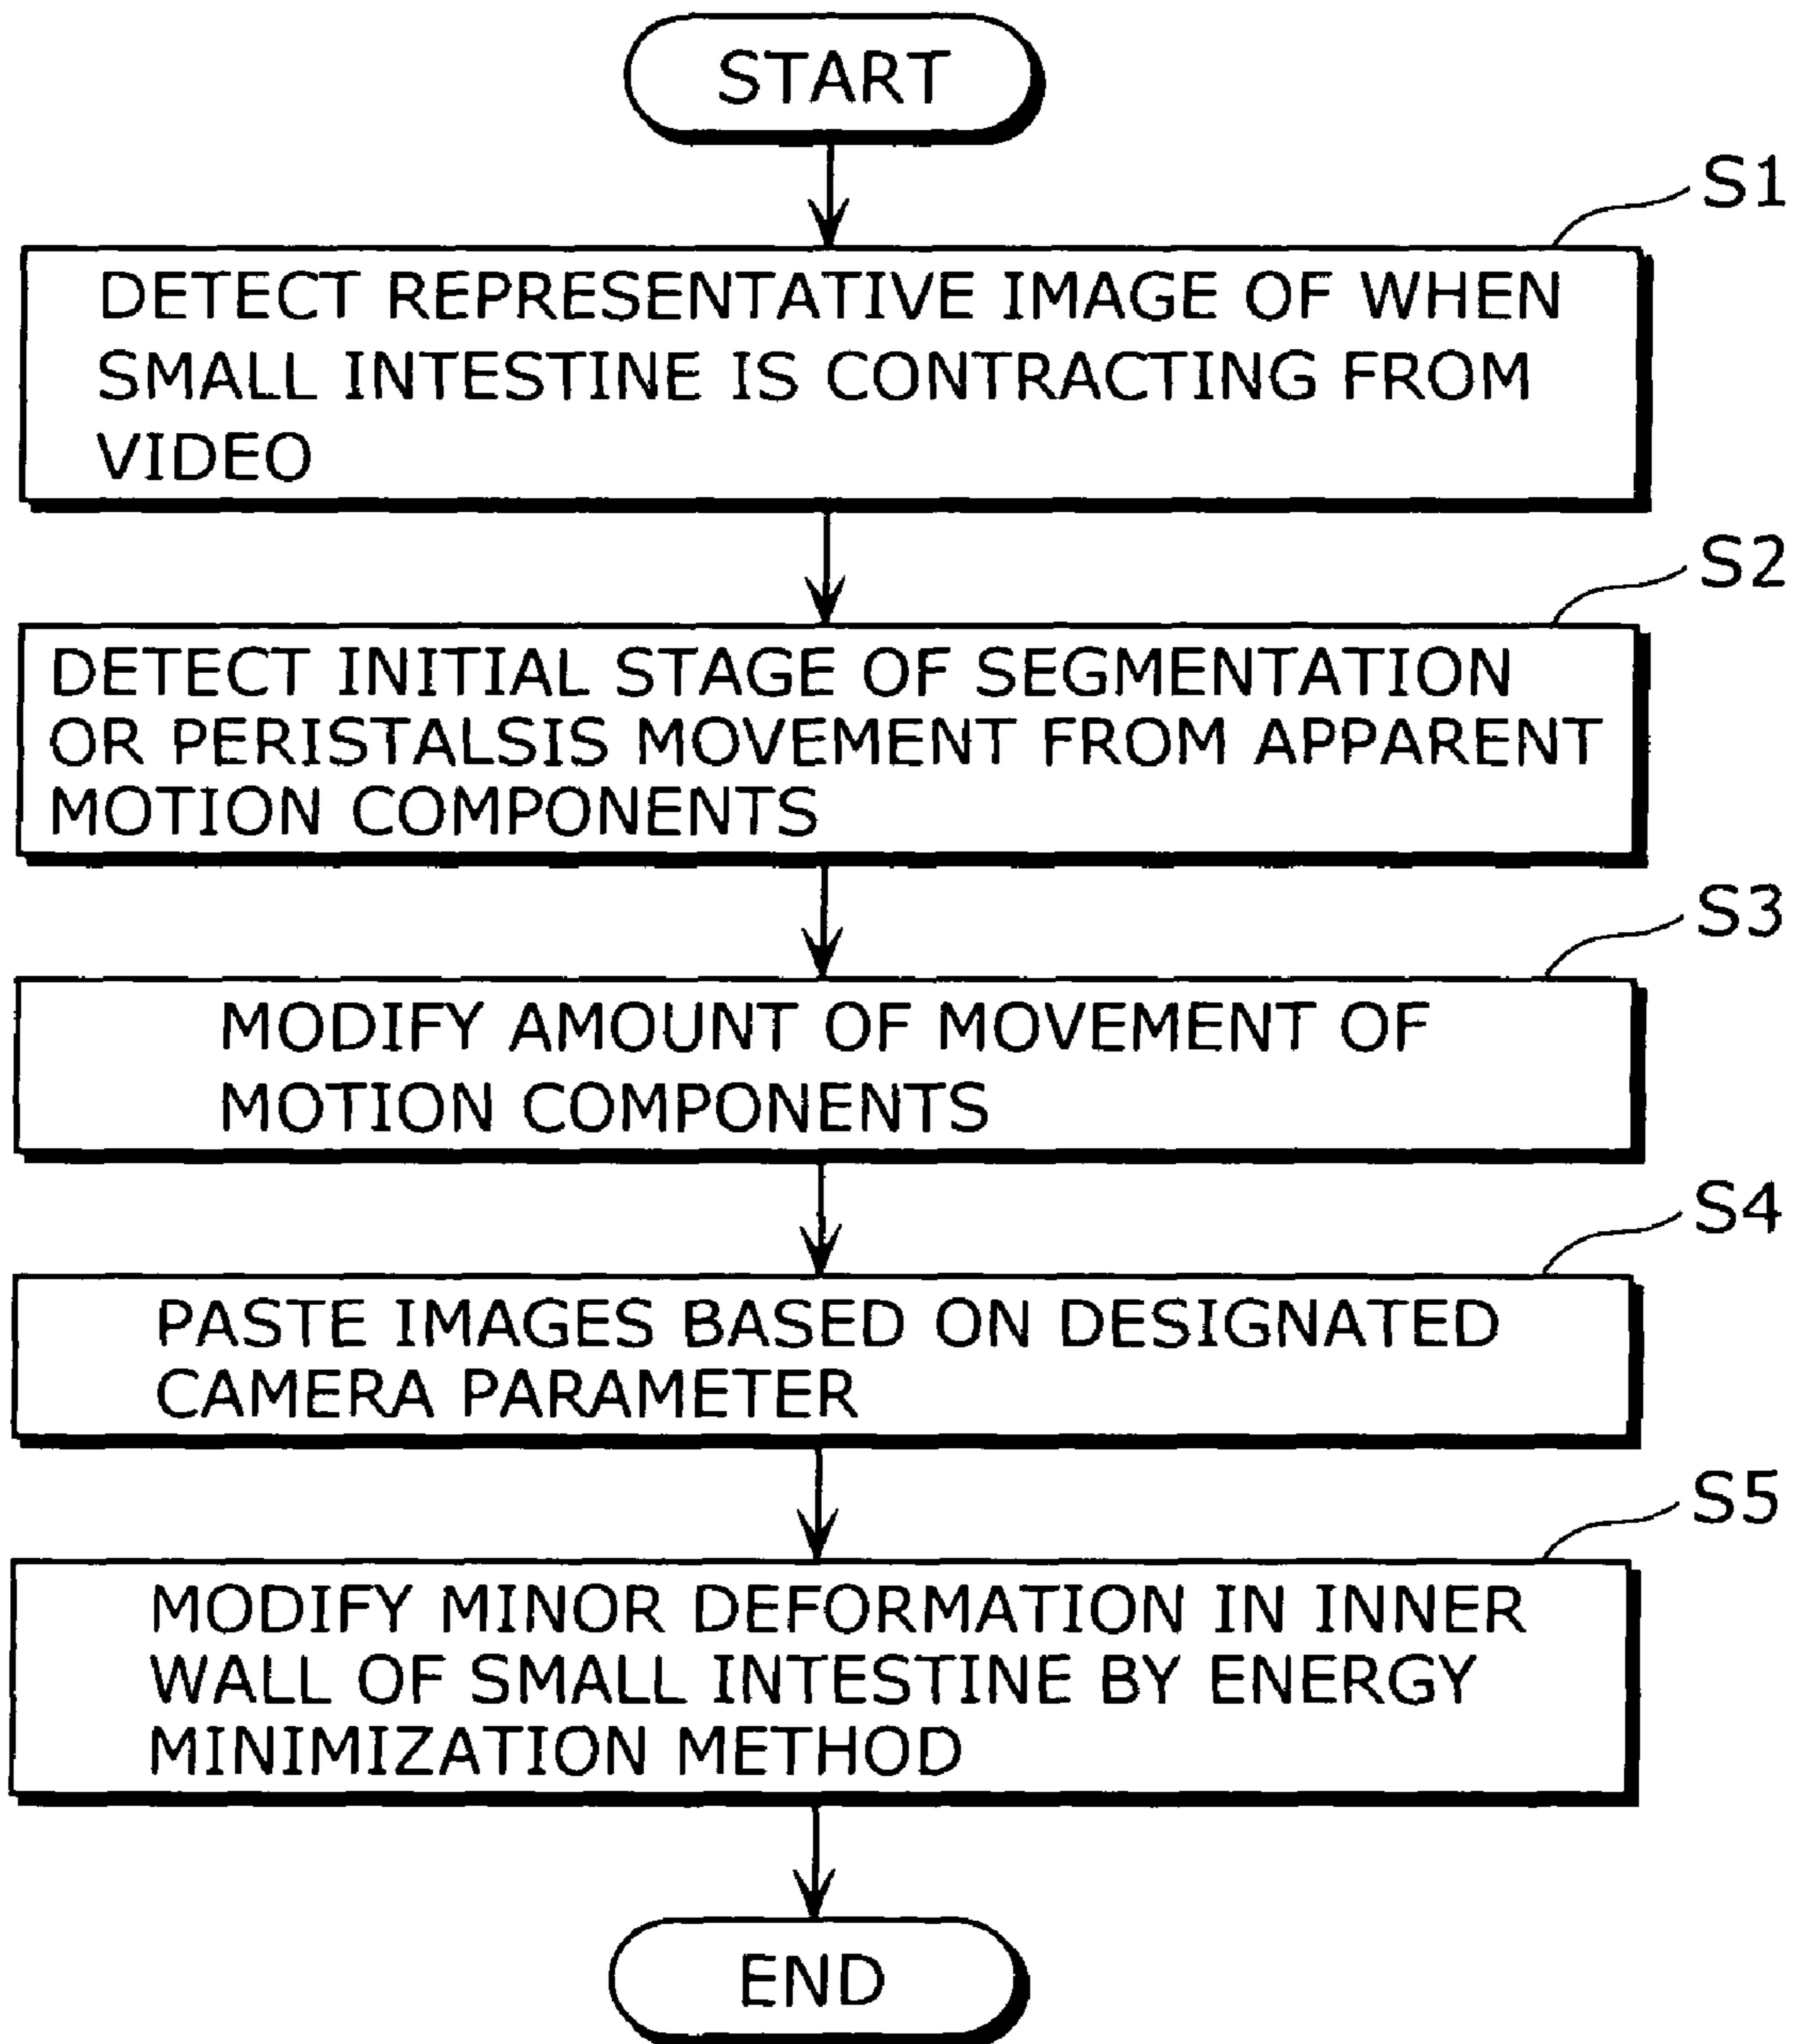 START
S1
DETECT REPRESENTATIVE IMAGE OF WHEN
SMALL INTESTINE IS CONTRACTING FROM
VIDEO
S2
DETECT INITIAL STAGE OF SEGMENTATION
OR PERISTALSIS MOVEMENT FROM APPARENT
MOTION COMPONENTS
S3
MODIFY AMOUNT OF MOVEMENT OF
MOTION COMPONENTS
S4
PASTE IMAGES BASED ON DESIGNATED
CAMERA PARAMETER
S5
MODIFY MINOR DEFORMATION IN INNER
WALL OF SMALL INTESTINE BY ENERGY
MINIMIZATION METHOD
END